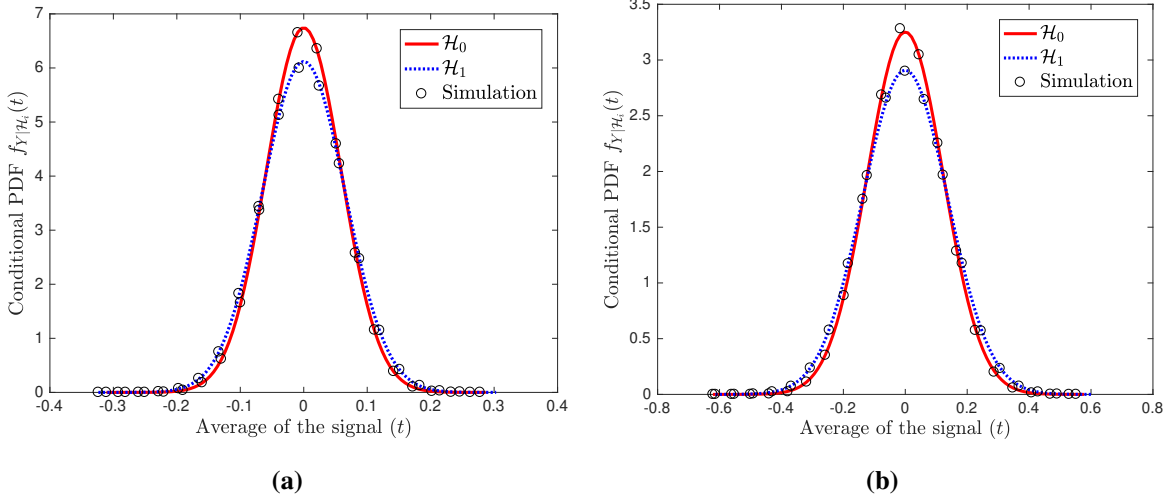 7
6
5
4
3
2
1
0
-0.4 -0.3 -0.2 -0.1 0 0.1 0.2 0.3 0.4
Average of the signal (t)
Conditional PDF f_{Y|ℋ_i}(t)
ℋ_0
ℋ_1
Simulation
(a)
3.5
3
2.5
2
1.5
1
0.5
0
-0.8 -0.6 -0.4 -0.2 0 0.2 0.4 0.6 0.8
Average of the signal (t)
Conditional PDF f_{Y|ℋ_i}(t)
ℋ_0
ℋ_1
Simulation
(b)